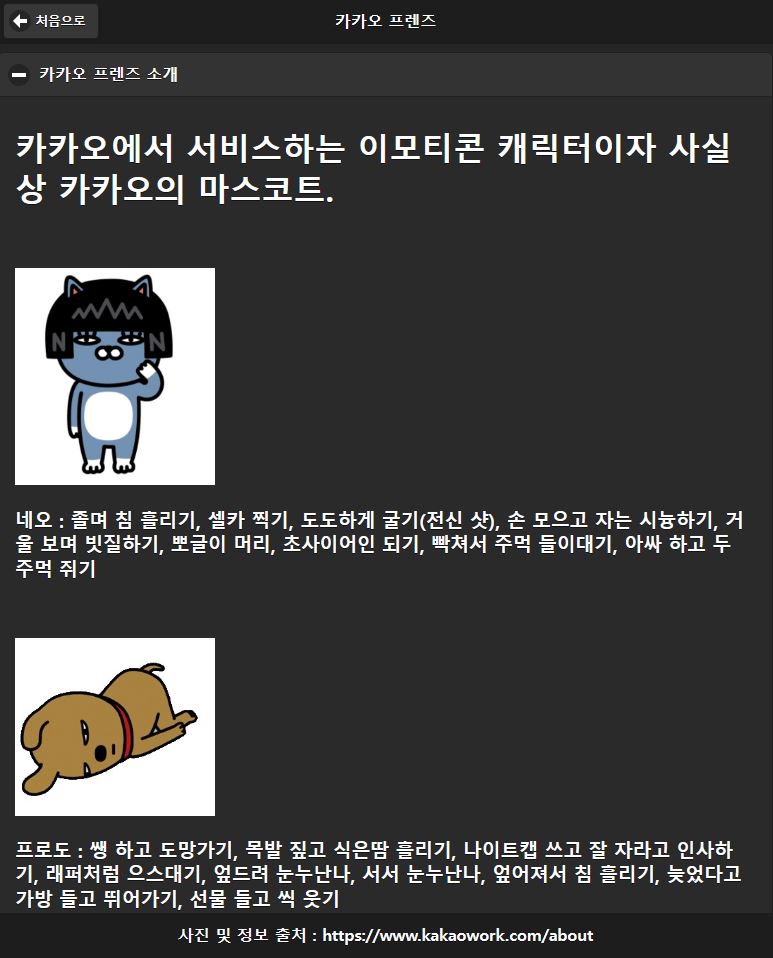 처음으로
카카오 프렌즈
카카오 프렌즈 소개
카카오에서 서비스하는 이모티콘 캐릭터이자 사실
상 카카오의 마스코트.
N N
네오 : 졸며 침 흘리기, 셀카 찍기, 도도하게 굴기(전신 샷), 손 모으고 자는 시늉하기, 거
울 보며 빗질하기, 뽀글이 머리, 초사이어인 되기, 빡쳐서 주먹 들이대기, 아싸 하고 두
주먹 쥐기
프로도 : 쌩 하고 도망가기, 목발 짚고 식은땀 흘리기, 나이트캡 쓰고 잘 자라고 인사하
기, 래퍼처럼 으스대기, 엎드려 눈누난나, 서서 눈누난나, 엎어져서 침 흘리기, 늦었다고
가방 들고 뛰어가기, 선물 들고 씩 웃기
사진 및 정보 출처 : https://www.kakaowork.com/about